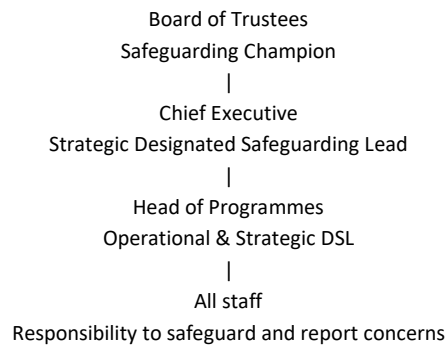 Board of Trustees
Safeguarding Champion
|
Chief Executive
Strategic Designated Safeguarding Lead
|
Head of Programmes
Operational & Strategic DSL
|
All staff
Responsibility to safeguard and report concerns